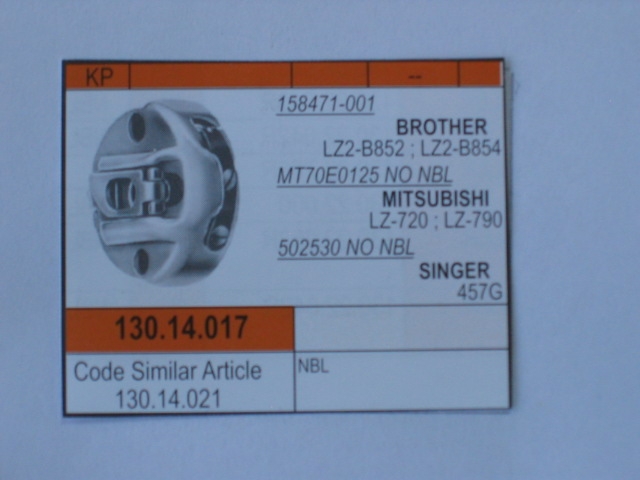 KP --
158471-001
BROTHER
LZ2-B852 ; LZ2-B854
MT70E0125 NO NBL
MITSUBISHI
LZ-720 ; LZ-790
502530 NO NBL
SINGER
457G
130.14.017
Code Similar Article
130.14.021
NBL